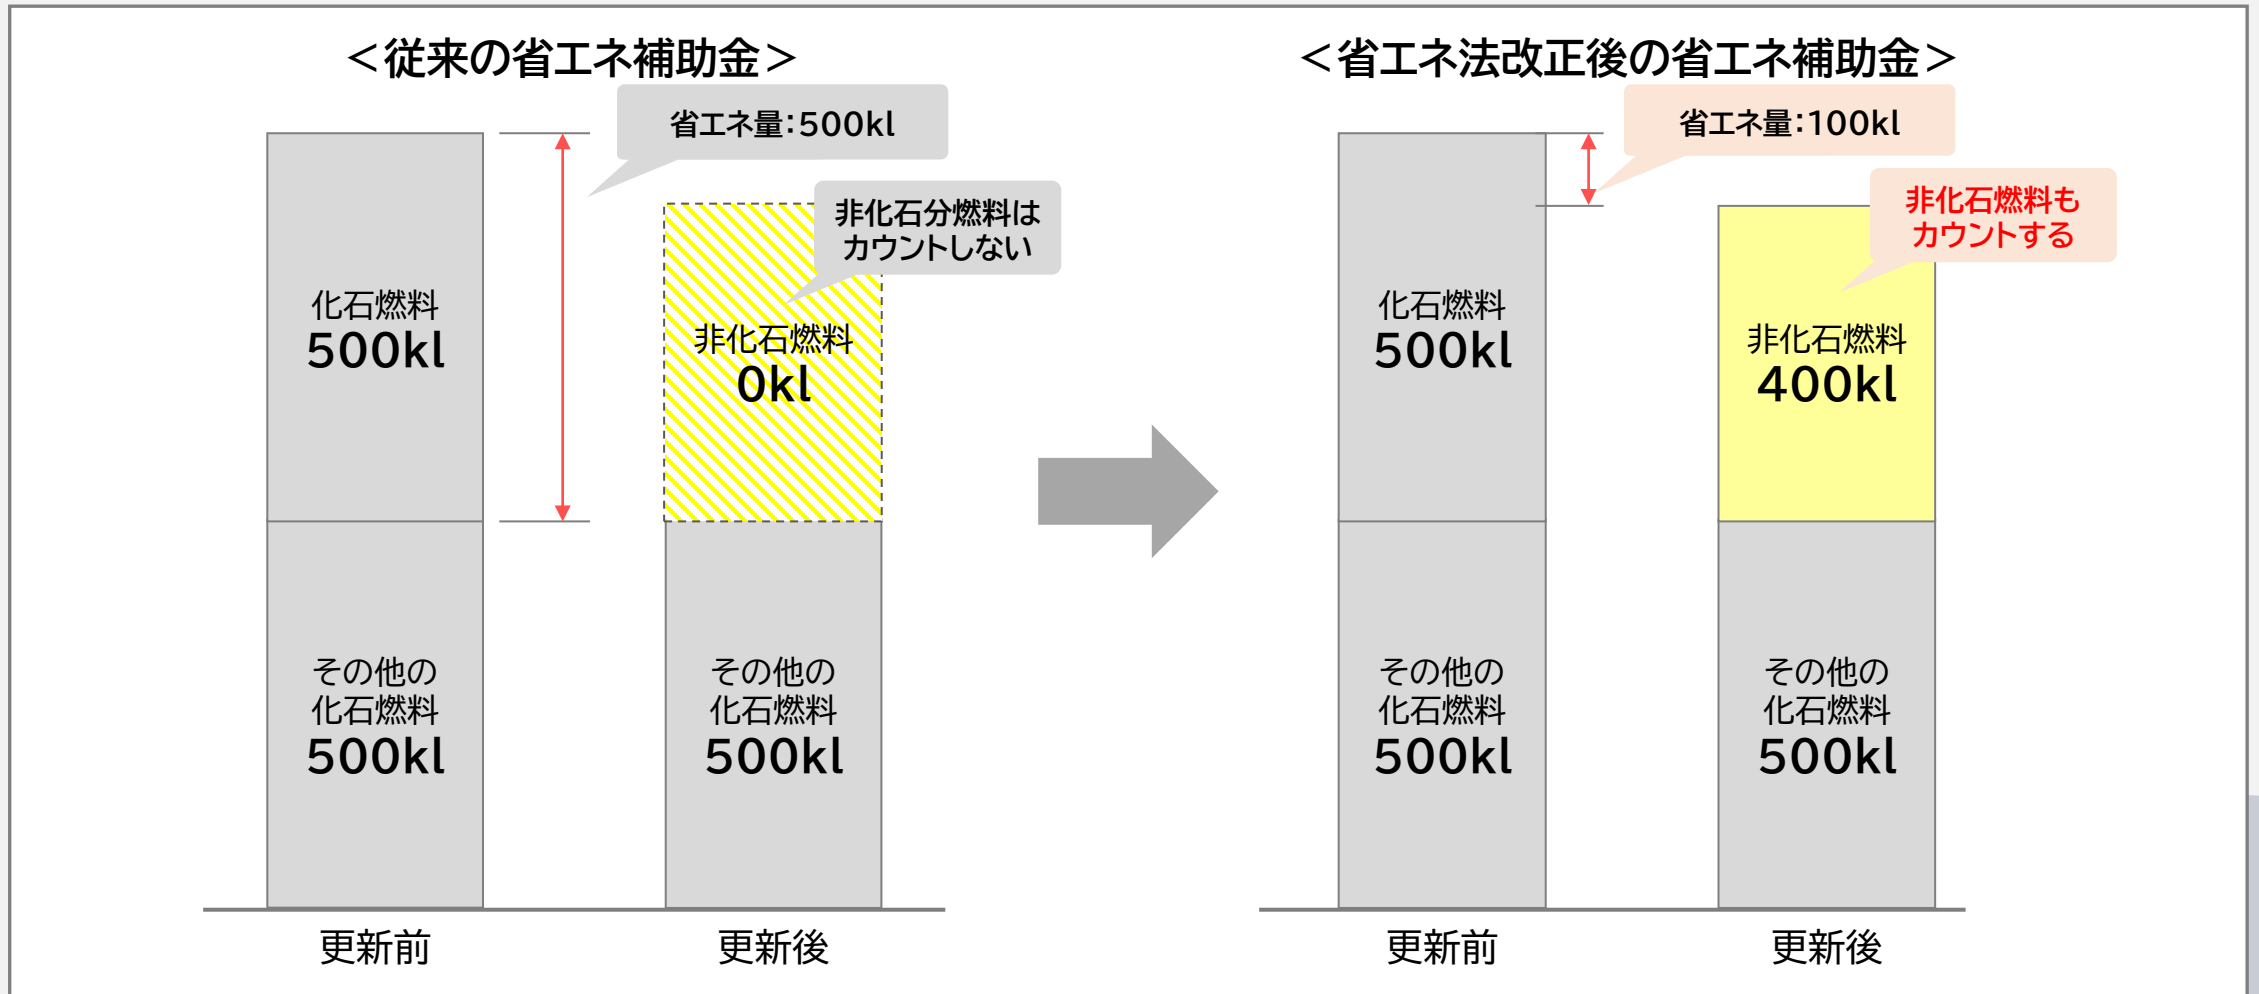 ＜従来の省エネ補助金＞
省エネ量：500kl
非化石分燃料は
カウントしない
化石燃料
500kl
非化石燃料
0kl
その他の
化石燃料
500kl
その他の
化石燃料
500kl
更新前
更新後
＜省エネ法改正後の省エネ補助金＞
省エネ量：100kl
非化石燃料も
カウントする
化石燃料
500kl
非化石燃料
400kl
その他の
化石燃料
500kl
その他の
化石燃料
500kl
更新前
更新後